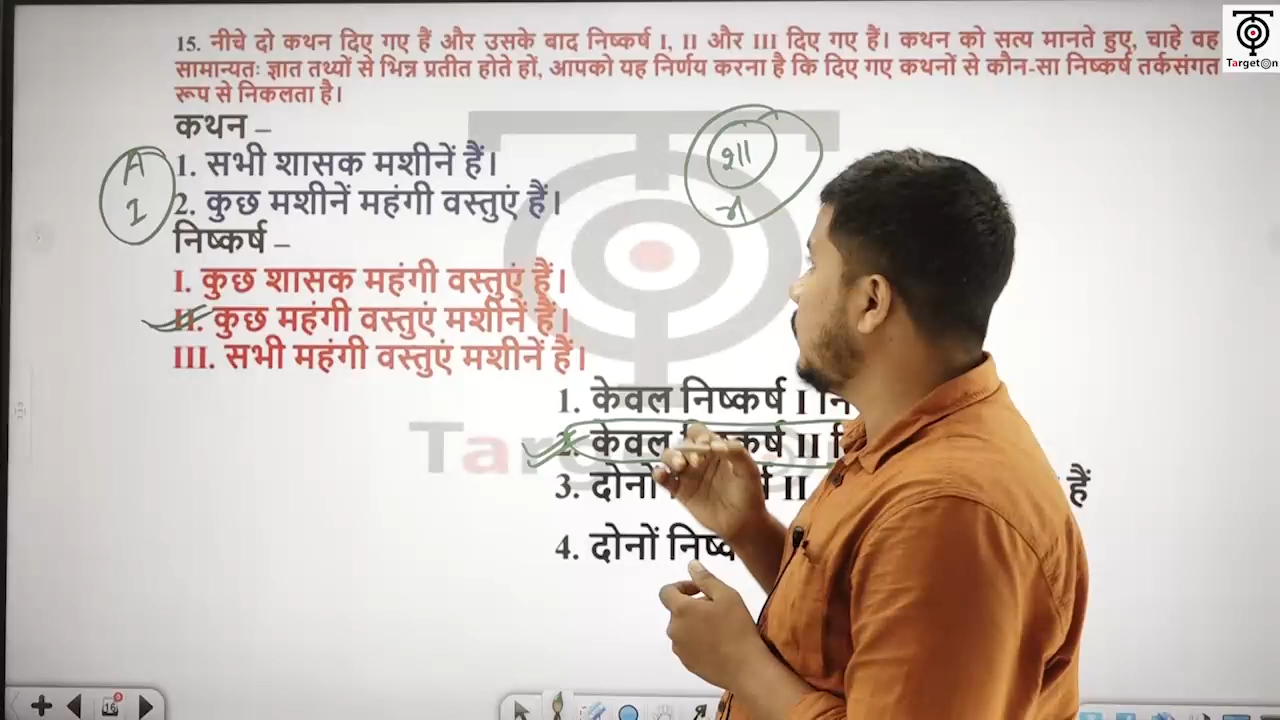 Target⊙n
15. नीचे दो कथन दिए गए हैं और उसके बाद निष्कर्ष I, II और III दिए गए हैं। कथन को सत्य मानते हुए, चाहे वह
सामान्यतः ज्ञात तथ्यों से भिन्न प्रतीत होते हों, आपको यह निर्णय करना है कि दिए गए कथनों से कौन-सा निष्कर्ष तर्कसंगत
रूप से निकलता है।
कथन –
A 1. सभी शासक मशीनें हैं।
I 2. कुछ मशीनें महंगी वस्तुएं हैं।
शा
म
निष्कर्ष –
I. कुछ शासक महंगी वस्तुएं हैं।
II. कुछ महंगी वस्तुएं मशीनें हैं।
III. सभी महंगी वस्तुएं मशीनें हैं।
1. केवल निष्कर्ष I
2. केवल II
3. दोनों II हैं
4. दोनों
16